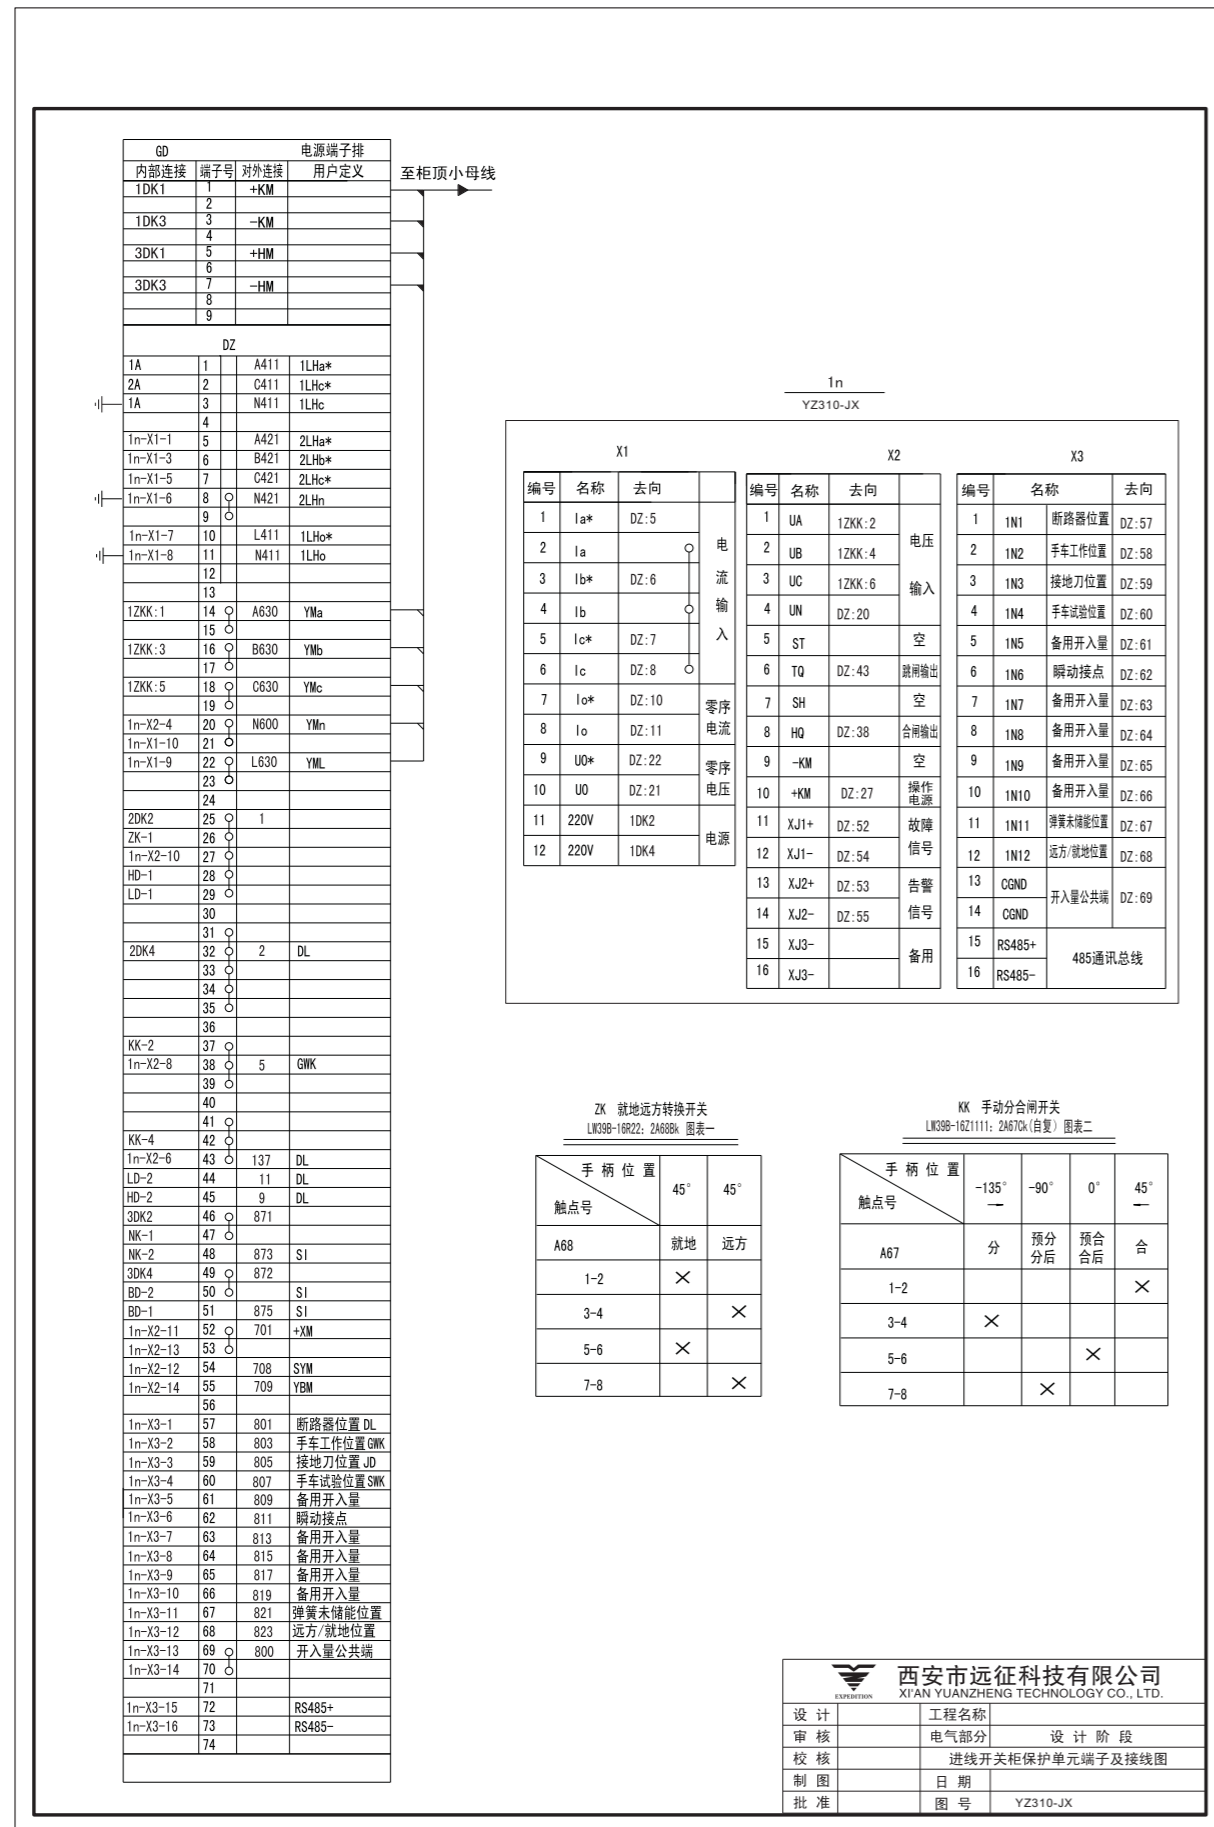 GD 电源端子排
内部连接 端子号 对外连接 用户定义
至柜顶小母线
1DK1 1 +KM
2
1DK3 3 -KM
4
3DK1 5 +HM
6
3DK3 7 -HM
8
9
DZ
1A 1 A411 1LHa*
2A 2 C411 1LHc*
1A 3 N411 1LHc
4
1n-X1-1 5 A421 2LHa*
1n-X1-3 6 B421 2LHb*
1n-X1-5 7 C421 2LHc*
1n-X1-6 8 N421 2LHn
9
1n-X1-7 10 L411 1LHo*
1n-X1-8 11 N411 1LHo
12
13
1ZKK:1 14 A630 YMa
15
1ZKK:3 16 B630 YMb
17
1ZKK:5 18 C630 YMc
19
1n-X2-4 20 N600 YMn
1n-X1-10 21
1n-X1-9 22 L630 YML
23
24
2DK2 25 1
ZK-1 26
1n-X2-10 27
HD-1 28
LD-1 29
30
31
2DK4 32 2 DL
33
34
35
36
KK-2 37
1n-X2-8 38 5 GWK
39
40
41
KK-4 42
1n-X2-6 43 137 DL
LD-2 44 11 DL
HD-2 45 9 DL
3DK2 46 871
NK-1 47
NK-2 48 873 SI
3DK4 49 872
BD-2 50 SI
BD-1 51 875 SI
1n-X2-11 52 701 +XM
1n-X2-13 53
1n-X2-12 54 708 SYM
1n-X2-14 55 709 YBM
56
1n-X3-1 57 801 断路器位置DL
1n-X3-2 58 803 手车工作位置GWK
1n-X3-3 59 805 接地刀位置JD
1n-X3-4 60 807 手车试验位置SWK
1n-X3-5 61 809 备用开入量
1n-X3-6 62 811 瞬动接点
1n-X3-7 63 813 备用开入量
1n-X3-8 64 815 备用开入量
1n-X3-9 65 817 备用开入量
1n-X3-10 66 819 备用开入量
1n-X3-11 67 821 弹簧未储能位置
1n-X3-12 68 823 远方/就地位置
1n-X3-13 69 800 开入量公共端
1n-X3-14 70
71
1n-X3-15 72 RS485+
1n-X3-16 73 RS485-
74
1n
YZ310-JX
X1
编号 名称 去向
1 Ia* DZ:5
2 Ia
3 Ib* DZ:6
4 Ib
5 Ic* DZ:7
6 Ic DZ:8
电流输入
7 Io* DZ:10
8 Io DZ:11
零序电流
9 U0* DZ:22
10 U0 DZ:21
零序电压
11 220V 1DK2
12 220V 1DK4
电源
X2
编号 名称 去向
1 UA 1ZKK:2
2 UB 1ZKK:4
3 UC 1ZKK:6
4 UN DZ:20
电压输入
5 ST 空
6 TQ DZ:43 跳闸输出
7 SH 空
8 HQ DZ:38 合闸输出
9 -KM 空
10 +KM DZ:27 操作电源
11 XJ1+ DZ:52
12 XJ1- DZ:54
故障信号
13 XJ2+ DZ:53
14 XJ2- DZ:55
告警信号
15 XJ3-
16 XJ3-
备用
X3
编号 名称 去向
1 1N1 断路器位置 DZ:57
2 1N2 手车工作位置 DZ:58
3 1N3 接地刀位置 DZ:59
4 1N4 手车试验位置 DZ:60
5 1N5 备用开入量 DZ:61
6 1N6 瞬动接点 DZ:62
7 1N7 备用开入量 DZ:63
8 1N8 备用开入量 DZ:64
9 1N9 备用开入量 DZ:65
10 1N10 备用开入量 DZ:66
11 1N11 弹簧未储能位置 DZ:67
12 1N12 远方/就地位置 DZ:68
13 CGND
14 CGND
开入量公共端 DZ:69
15 RS485+
16 RS485-
485通讯总线
ZK 就地远方转换开关
LW39B-16R22; 2A68Bk 图表一
手柄位置 45° 45°
触点号
A68 就地 远方
1-2 ×
3-4 ×
5-6 ×
7-8 ×
KK 手动分合闸开关
LW39B-16Z1111; 2A67Ck(自复) 图表二
手柄位置 -135° -90° 0° 45°
触点号
A67 分 预分分后 预合合后 合
1-2 ×
3-4 ×
5-6 ×
7-8 ×
EXPEDITION
西安市远征科技有限公司
XI'AN YUANZHENG TECHNOLOGY CO., LTD.
设计 工程名称
审核 电气部分 设计阶段
校核 进线开关柜保护单元端子及接线图
制图 日期
批准 图号 YZ310-JX